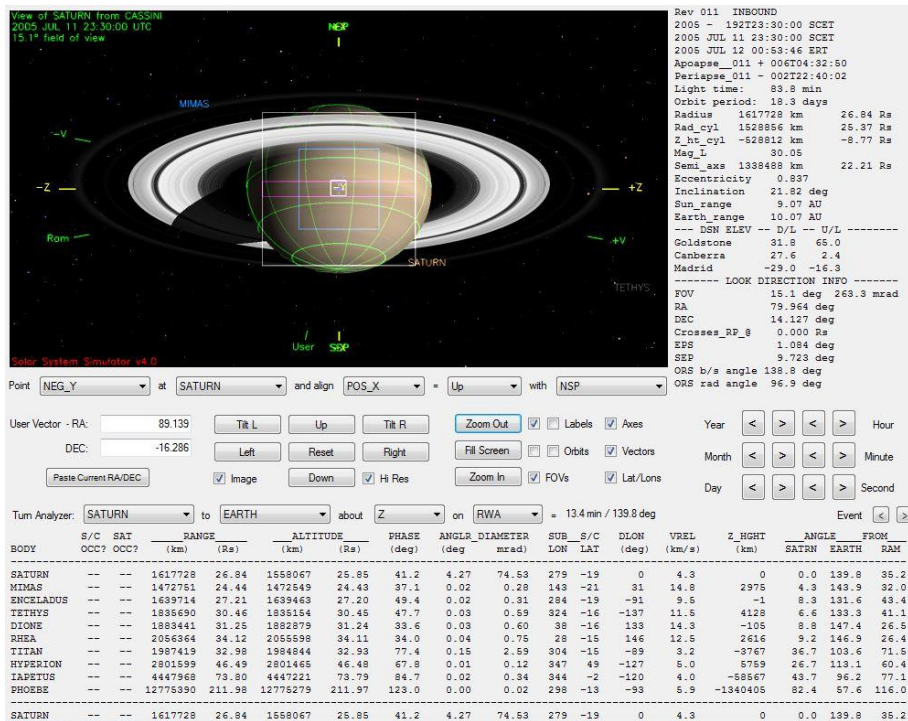 View of SATURN from CASSINI
2005 JUL 11 23:30:00 UTC
15.1° field of view
NSP
MIMAS
-V
-Z
-Y
+Z
Ram
+V
SATURN
TETHYS
User
Solar System Simulator v4.0
Rev 011 INBOUND
2005 - 192T23:30:00 SCET
2005 JUL 11 23:30:00 SCET
2005 JUL 12 00:53:46 ERT
Apoapse_011 + 006T04:32:50
Periapse_011 - 002T22:40:02
Light time: 83.8 min
Orbit period: 18.3 days
Radius 1617728 km 26.84 Rs
Rad_cyl 1528856 km 25.37 Rs
Z_ht_cyl -528812 km -8.77 Rs
Mag_L 30.05
Semi_axs 1338488 km 22.21 Rs
Eccentricity 0.837
Inclination 21.82 deg
Sun_range 9.07 AU
Earth_range 10.07 AU
--- DSN ELEV -- D/L -- U/L --------
Goldstone 31.8 65.0
Canberra 27.6 2.4
Madrid -29.0 -16.3
------- LOOK DIRECTION INFO -------
FOV 15.1 deg 263.3 mrad
RA 79.964 deg
DEC 14.127 deg
Crosses_RP_@ 0.000 Rs
EPS 1.084 deg
SEP 9.723 deg
ORS b/s angle 138.8 deg
ORS rad angle 96.9 deg
Point NEG_Y at SATURN and align POS_X = Up with NSP
User Vector - RA: 89.139 Tilt L Up Tilt R Zoom Out Labels Axes Year < > < > Hour
DEC: -16.286 Left Reset Right Fill Screen Orbits Vectors Month < > < > Minute
Paste Current RA/DEC Image Down Hi Res Zoom In FOVs Lat/Lons Day < > < > Second
Turn Analyzer: SATURN to EARTH about Z on RWA = 13.4 min / 139.8 deg Event < >
S/C SAT RANGE ALTITUDE PHASE ANGLR_DIAMETER SUB_S/C DLON VREL Z_HGHT ANGLE FROM
BODY OCC? OCC? (km) (Rs) (km) (Rs) (deg) (deg mrad) LON LAT (deg) (km/s) (km) SATRN EARTH RAM
SATURN -- -- 1617728 26.84 1558067 25.85 41.2 4.27 74.53 279 -19 0 4.3 0 0.0 139.8 35.2
MIMAS -- -- 1472751 24.44 1472549 24.43 37.1 0.02 0.28 143 -21 31 14.8 2975 4.3 143.9 32.0
ENCELADUS -- -- 1639714 27.21 1639463 27.20 49.4 0.02 0.31 284 -19 -91 9.5 -1 8.3 131.6 43.4
TETHYS -- -- 1835690 30.46 1835154 30.45 47.7 0.03 0.59 324 -16 -137 11.5 4128 6.6 133.3 41.1
DIONE -- -- 1883441 31.25 1882879 31.24 33.6 0.03 0.60 38 -16 133 14.3 -105 8.8 147.4 26.5
RHEA -- -- 2056364 34.12 2055598 34.11 34.0 0.04 0.75 28 -15 146 12.5 2616 9.2 146.9 26.4
TITAN -- -- 1987419 32.98 1984844 32.93 77.4 0.15 2.59 304 -15 -89 3.2 -3767 36.7 103.6 71.5
HYPERION -- -- 2801599 46.49 2801465 46.48 67.8 0.01 0.12 347 49 -127 5.0 5759 26.7 113.1 60.4
IAPETUS -- -- 4447968 73.80 4447221 73.79 84.7 0.02 0.34 344 -2 -120 4.0 -58567 43.7 96.2 77.1
PHOEBE -- -- 12775390 211.98 12775279 211.97 123.0 0.00 0.02 298 -13 -93 5.9 -1340405 82.4 57.6 116.0
SATURN -- -- 1617728 26.84 1558067 25.85 41.2 4.27 74.53 279 -19 0 4.3 0 0.0 139.8 35.2